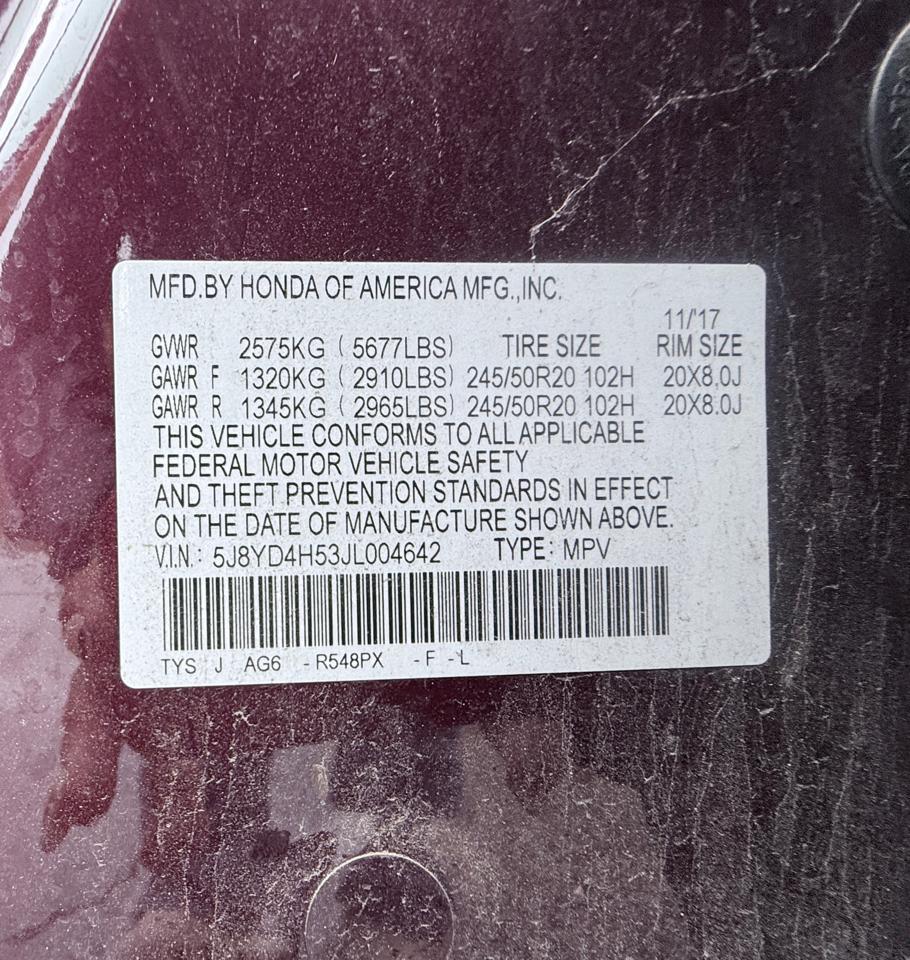 MFD.BY HONDA OF AMERICA MFG.,INC.
11/'17
GVWR 2575KG ( 5677LBS) TIRE SIZE RIM SIZE
GAWR F 1320KG ( 2910LBS) 245/50R20 102H 20X8.0J
GAWR R 1345KG ( 2965LBS) 245/50R20 102H 20X8.0J
THIS VEHICLE CONFORMS TO ALL APPLICABLE
FEDERAL MOTOR VEHICLE SAFETY
AND THEFT PREVENTION STANDARDS IN EFFECT
ON THE DATE OF MANUFACTURE SHOWN ABOVE.
V.I.N.: 5J8YD4H53JL004642 TYPE: MPV
TYS J AG6 -R548PX -F -L